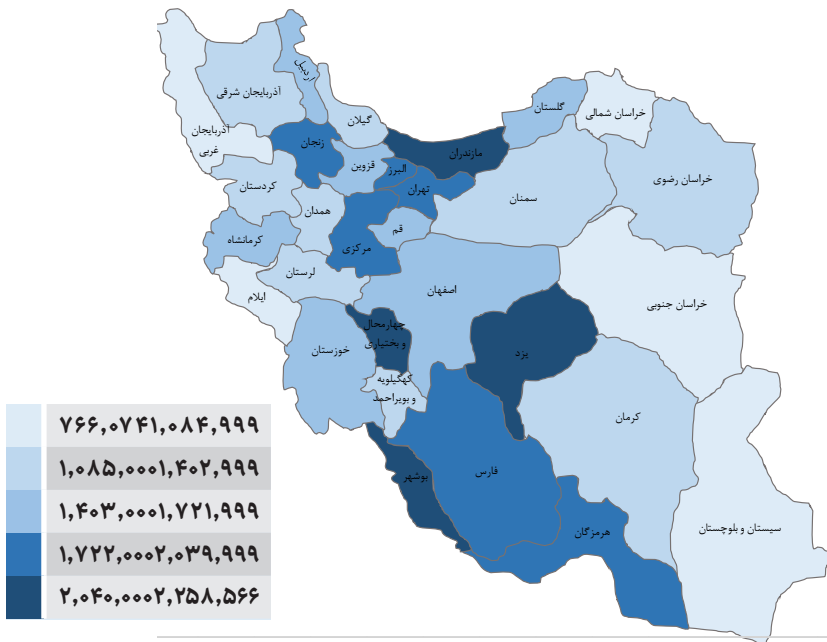 اردبیل
آذربایجان شرقی
گیلان
آذربایجان
غربی
زنجان
مازندران
گلستان
خراسان شمالی
قزوین
البرز
تهران
خراسان رضوی
سمنان
کردستان
همدان
قم
مرکزی
کرمانشاه
لرستان
ایلام
اصفهان
خراسان جنوبی
چهارمحال
و بختیاری
خوزستان
یزد
کهگیلویه
و بویراحمد
کرمان
فارس
بوشهر
هرمزگان
سیستان و بلوچستان
۷۶۶,۰۷۴۱,۰۸۴,۹۹۹
۱,۰۸۵,۰۰۰۱,۴۰۲,۹۹۹
۱,۴۰۳,۰۰۰۱,۷۲۱,۹۹۹
۱,۷۲۲,۰۰۰۲,۰۳۹,۹۹۹
۲,۰۴۰,۰۰۰۲,۲۵۸,۵۶۶